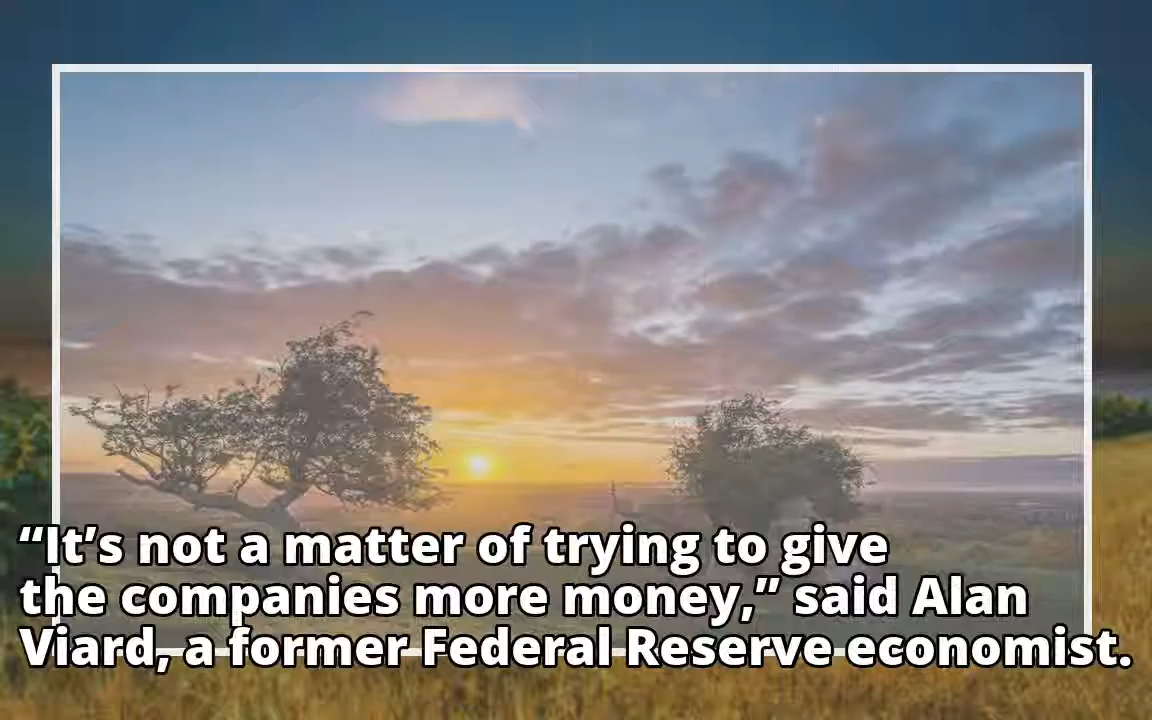 “It’s not a matter of trying to give
the companies more money,” said Alan
Viard, a former Federal Reserve economist.